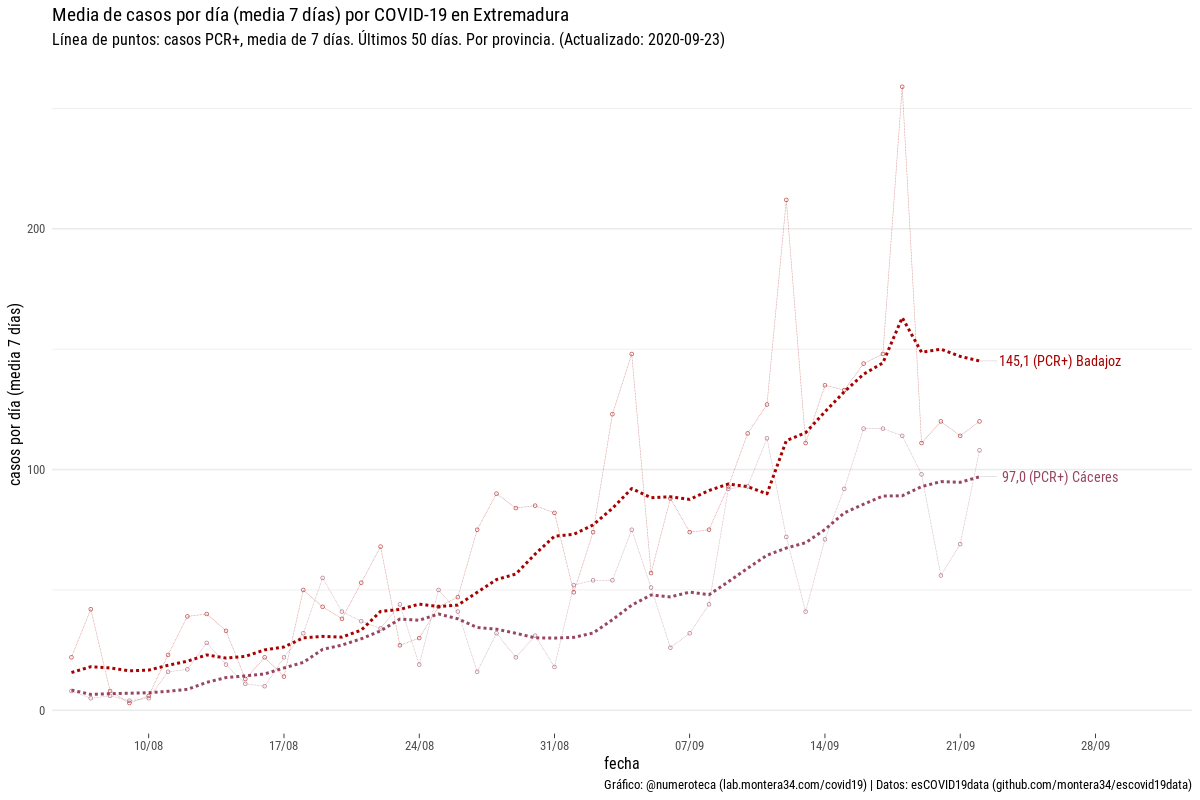 Media de casos por día (media 7 días) por COVID-19 en Extremadura
Línea de puntos: casos PCR+, media de 7 días. Últimos 50 días. Por provincia. (Actualizado: 2020-09-23)
casos por día (media 7 días)
200
100
0
145,1 (PCR+) Badajoz
97,0 (PCR+) Cáceres
10/08 17/08 24/08 31/08 07/09 14/09 21/09 28/09
fecha
Gráfico: @numeroteca (lab.montera34.com/covid19) | Datos: esCOVID19data (github.com/montera34/escovid19data)